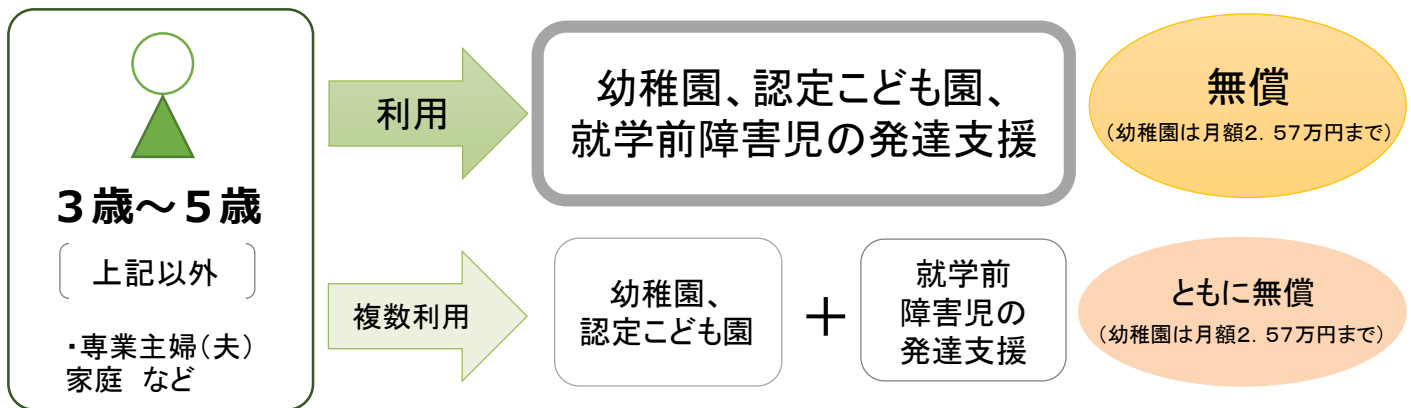 3歳～5歳
上記以外
・専業主婦(夫)
家庭 など
利用
幼稚園、認定こども園、
就学前障害児の発達支援
無償
(幼稚園は月額2．57万円まで)
複数利用
幼稚園、
認定こども園
＋
就学前
障害児の
発達支援
ともに無償
(幼稚園は月額2．57万円まで)